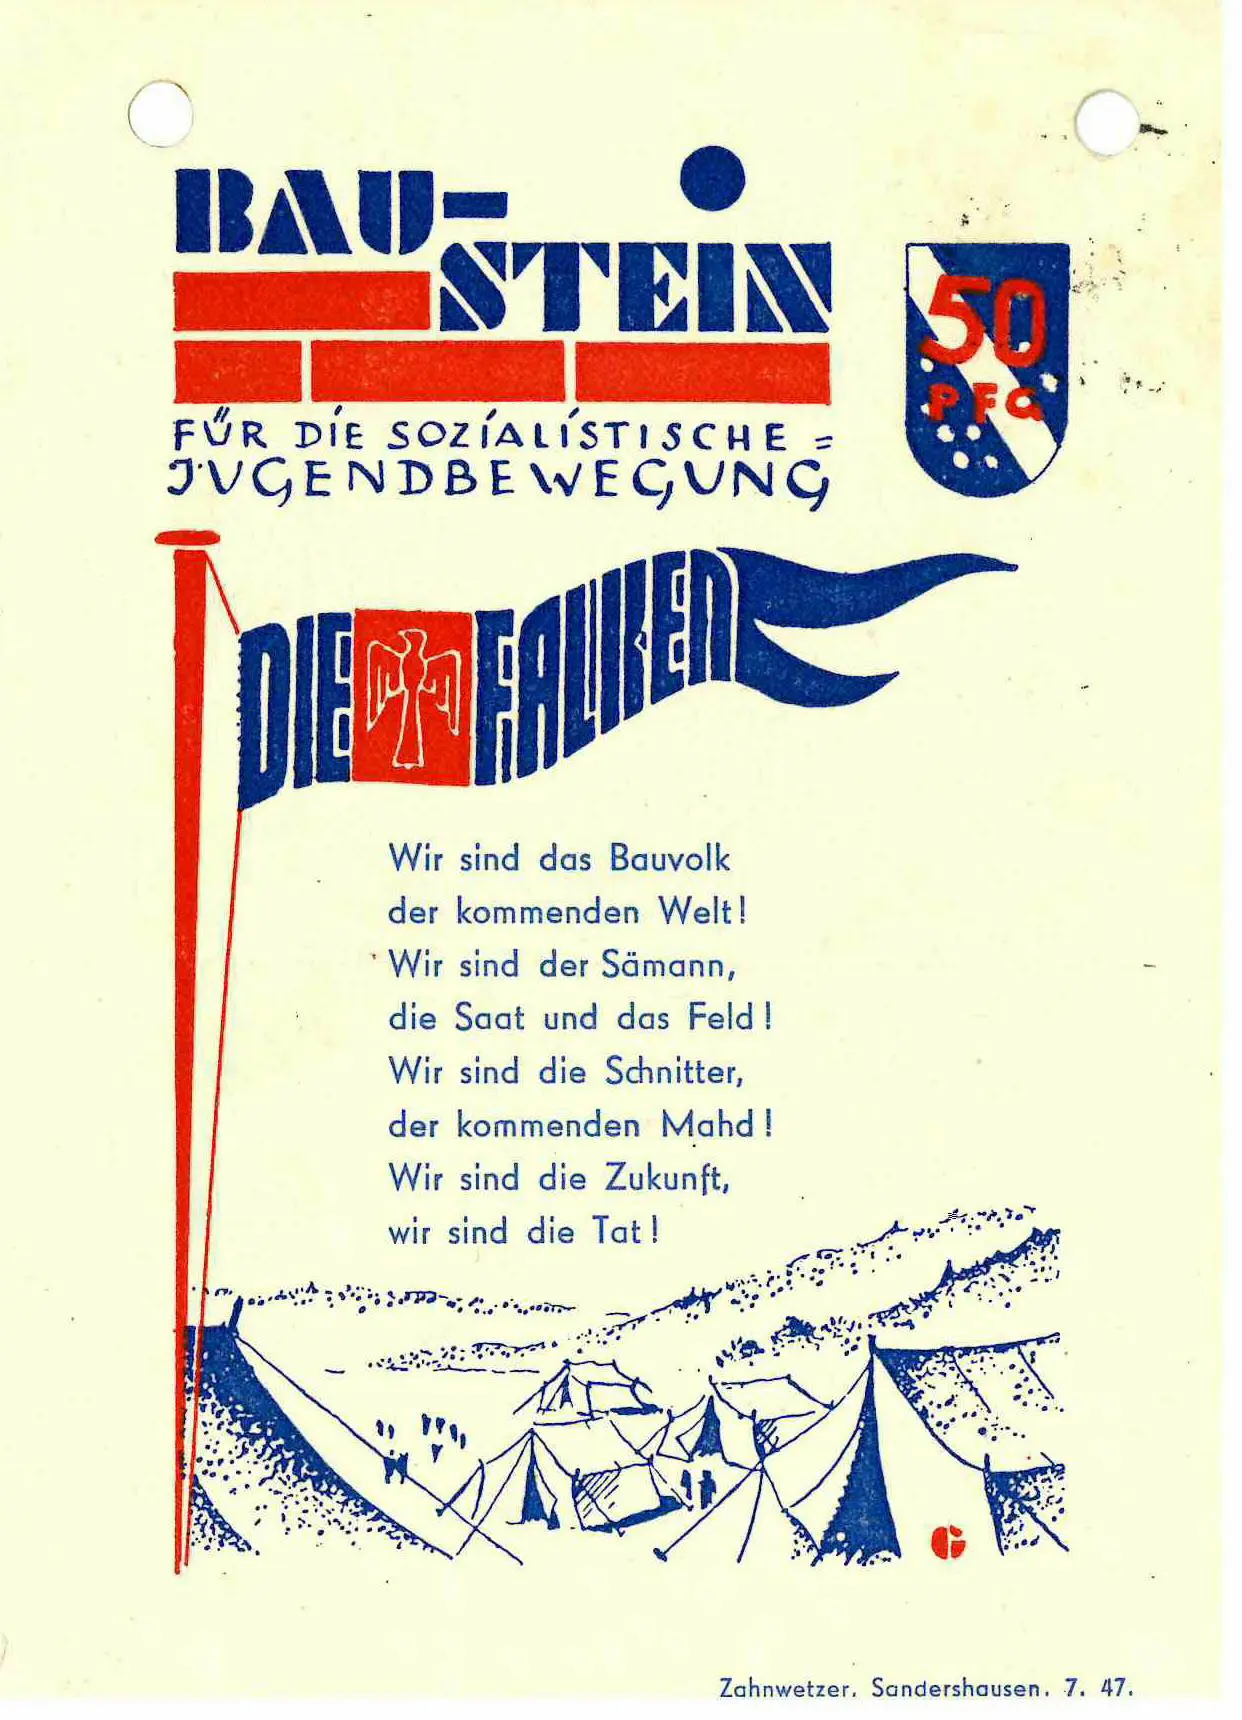 BAU-
STEIN
50
PFG
FÜR DIE SOZIALISTISCHE=
JUGENDBEWEGUNG
DIE FALKEN
Wir sind das Bauvolk
der kommenden Welt!
Wir sind der Sämann,
die Saat und das Feld!
Wir sind die Schnitter,
der kommenden Mahd!
Wir sind die Zukunft,
wir sind die Tat!
G
Zahnwetzer. Sandershausen. 7. 47.